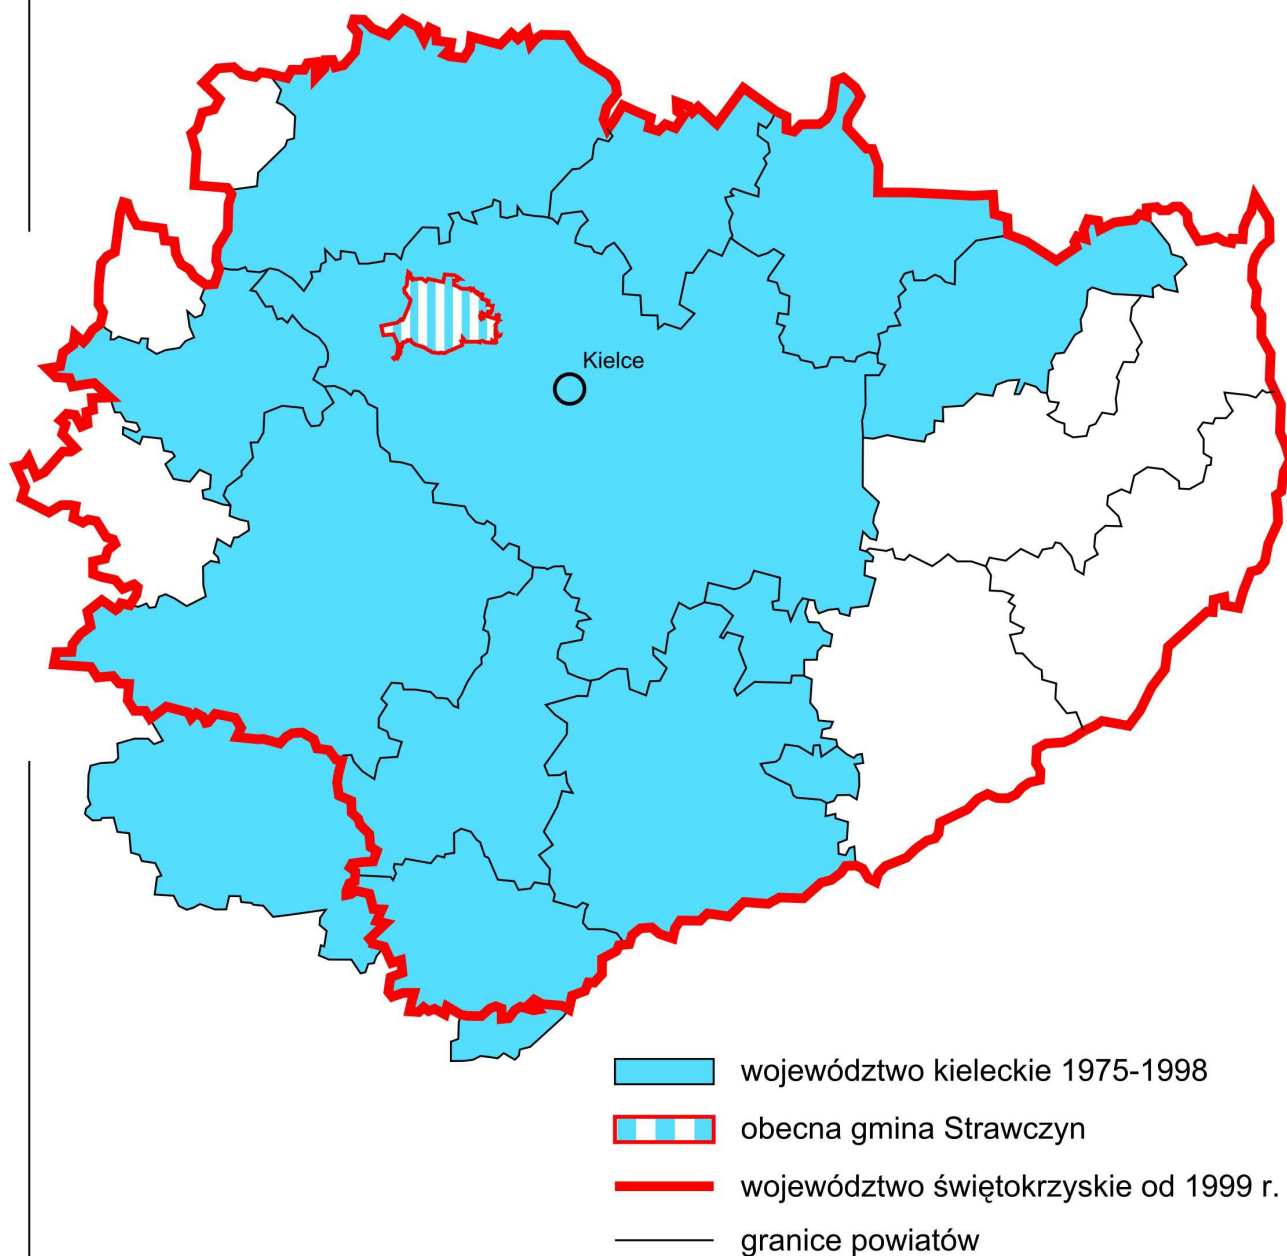 Kielce
województwo kieleckie 1975-1998
obecna gmina Strawczyn
województwo świętokrzyskie od 1999 r.
granice powiatów